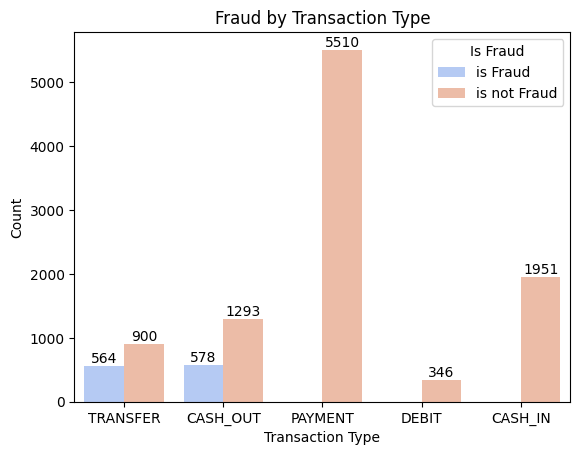 Fraud by Transaction Type
Is Fraud
is Fraud
is not Fraud
Count
5000
4000
3000
2000
1000
0
564
900
578
1293
5510
346
1951
TRANSFER
CASH_OUT
PAYMENT
DEBIT
CASH_IN
Transaction Type